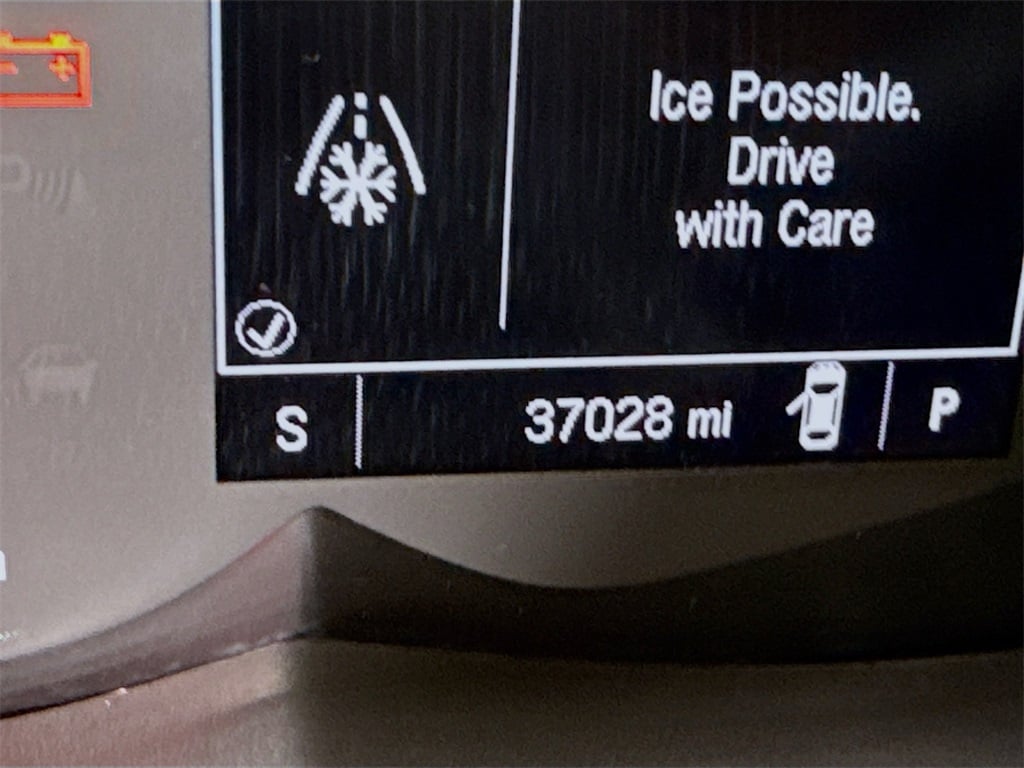 Ice Possible.
Drive
with Care
S
37028 mi
P